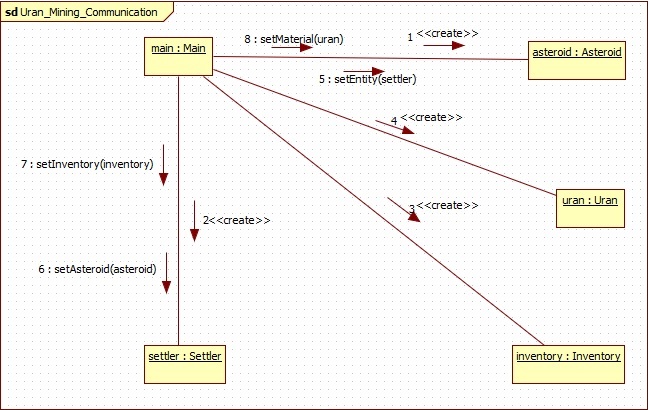 sd Uran_Mining_Communication
main : Main
8 : setMaterial(uran)
1 <<create>>
asteroid : Asteroid
5 : setEntity(settler)
4 <<create>>
7 : setInventory(inventory)
uran : Uran
3 <<create>>
2<<create>>
6 : setAsteroid(asteroid)
settler : Settler
inventory : Inventory